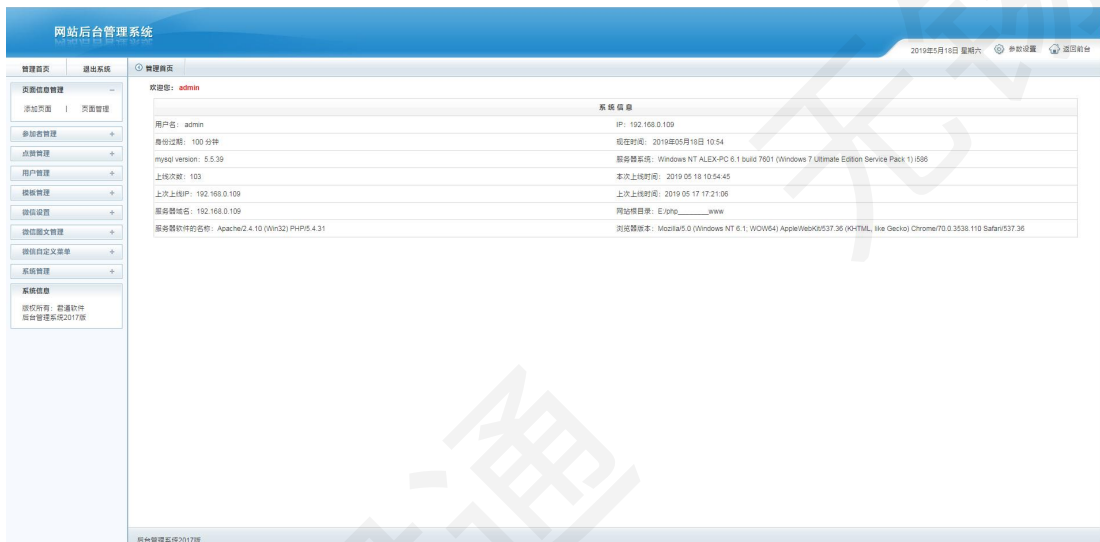 网站后台管理系统
2019年5月18日 星期六 参数设置 返回前台
管理首页 退出系统 管理首页
页面信息管理 −
欢迎您： admin
添加页面 | 页面管理
系统信息
用户名： admin IP：192.168.0.109
参加者管理 +
身份过期： 100 分钟 现在时间： 2019年05月18日 10:54
点赞管理 +
mysql version：5.5.39 服务器系统：Windows NT ALEX-PC 6.1 build 7601 (Windows 7 Ultimate Edition Service Pack 1) i586
用户管理 +
上线次数：103 本次上线时间： 2019 05 18 10:54:45
模板管理 +
上次上线IP：192.168.0.109 上次上线时间：2019 05 17 17:21:06
微信设置 +
服务器域名：192.168.0.109 网站根目录：E:/php________www
微信图文管理 +
服务器软件的名称：Apache/2.4.10 (Win32) PHP/5.4.31 浏览器版本：Mozilla/5.0 (Windows NT 6.1; WOW64) AppleWebKit/537.36 (KHTML, like Gecko) Chrome/70.0.3538.110 Safari/537.36
微信自定义菜单 +
系统管理 +
系统信息
版权所有：君通软件
后台管理系统2017版
后台管理系统2017版